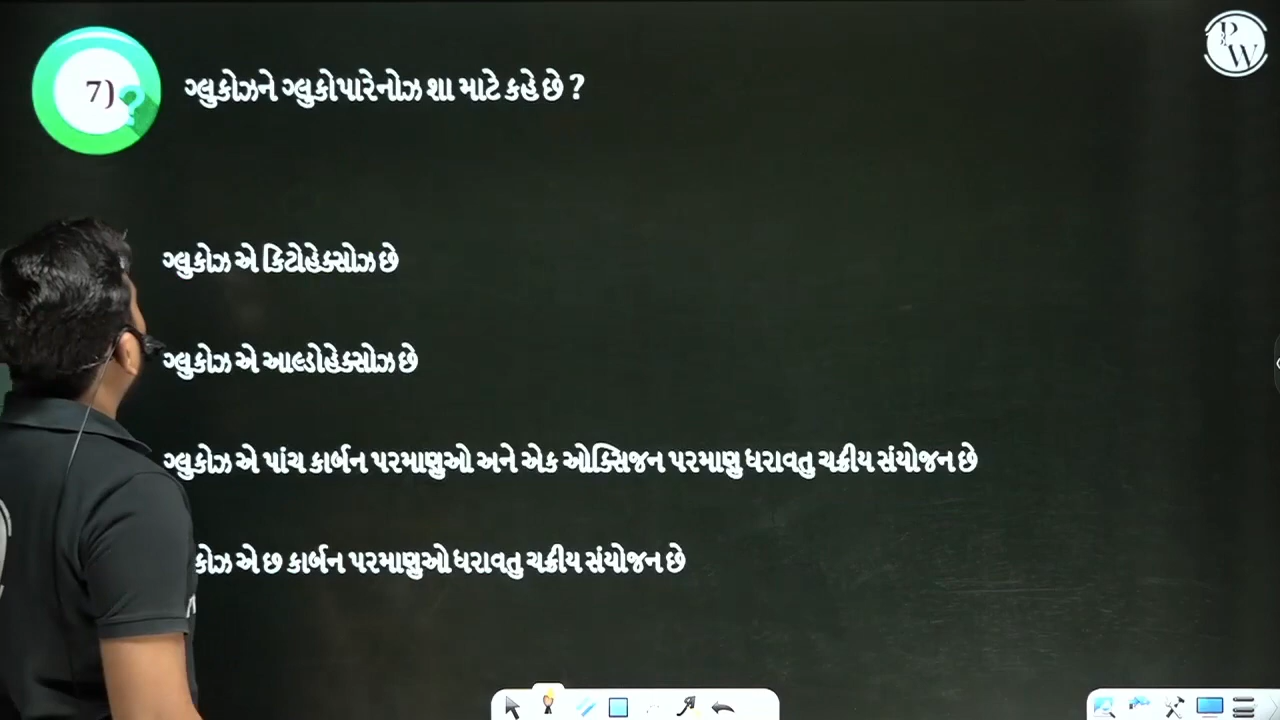 7)
ગ્લુકોઝને ગ્લુકોપારેનોઝ શા માટે કહે છે ?
PW
ગ્લુકોઝ એ કિટોહેક્સોઝ છે
ગ્લુકોઝ એ આલ્ડોહેક્સોઝ છે
ગ્લુકોઝ એ પાંચ કાર્બન પરમાણુઓ અને એક ઓક્સિજન પરમાણુ ધરાવતુ ચક્રીય સંયોજન છે
એ છ કાર્બન પરમાણુઓ ધરાવતુ ચક્રીય સંયોજન છે